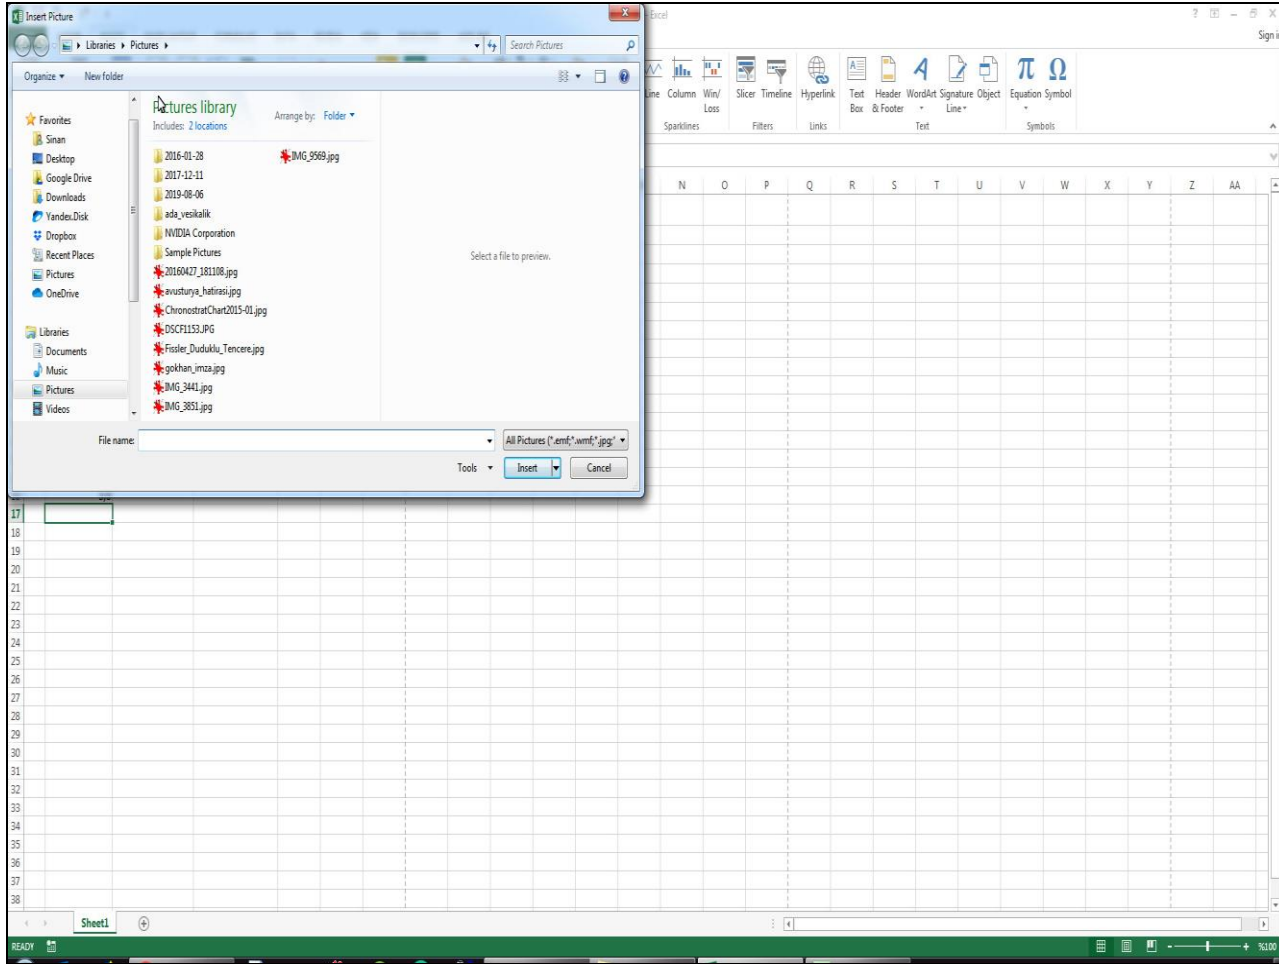 Insert Picture
- Excel
Sign i
Libraries
Pictures
Search Pictures
Organize
New folder
Line
Column
Win/
Loss
Slicer
Timeline
Hyperlink
Text
Box
Header
& Footer
WordArt
Signature
Line
Object
Equation
Symbol
Sparklines
Filters
Links
Text
Symbols
Favorites
Sinan
Desktop
Google Drive
Downloads
Yandex.Disk
Dropbox
Recent Places
Pictures
OneDrive
Libraries
Documents
Music
Pictures
Videos
Pictures library
Includes: 2 locations
Arrange by: Folder
2016-01-28
2017-12-11
2019-08-06
ada_vesikalik
NVIDIA Corporation
Sample Pictures
20160427_181108.jpg
avusturya_hatirasi.jpg
ChronostratChart2015-01.jpg
DSCF1153.JPG
Fissler_Duduklu_Tencere.jpg
gokhan_imza.jpg
IMG_3441.jpg
IMG_3851.jpg
IMG_9569.jpg
Select a file to preview.
File name:
All Pictures (*.emf;*.wmf;*.jpg;*
Tools
Insert
Cancel
N O P Q R S T U V W X Y Z AA
17
18
19
20
21
22
23
24
25
26
27
28
29
30
31
32
33
34
35
36
37
38
Sheet1
READY
%100